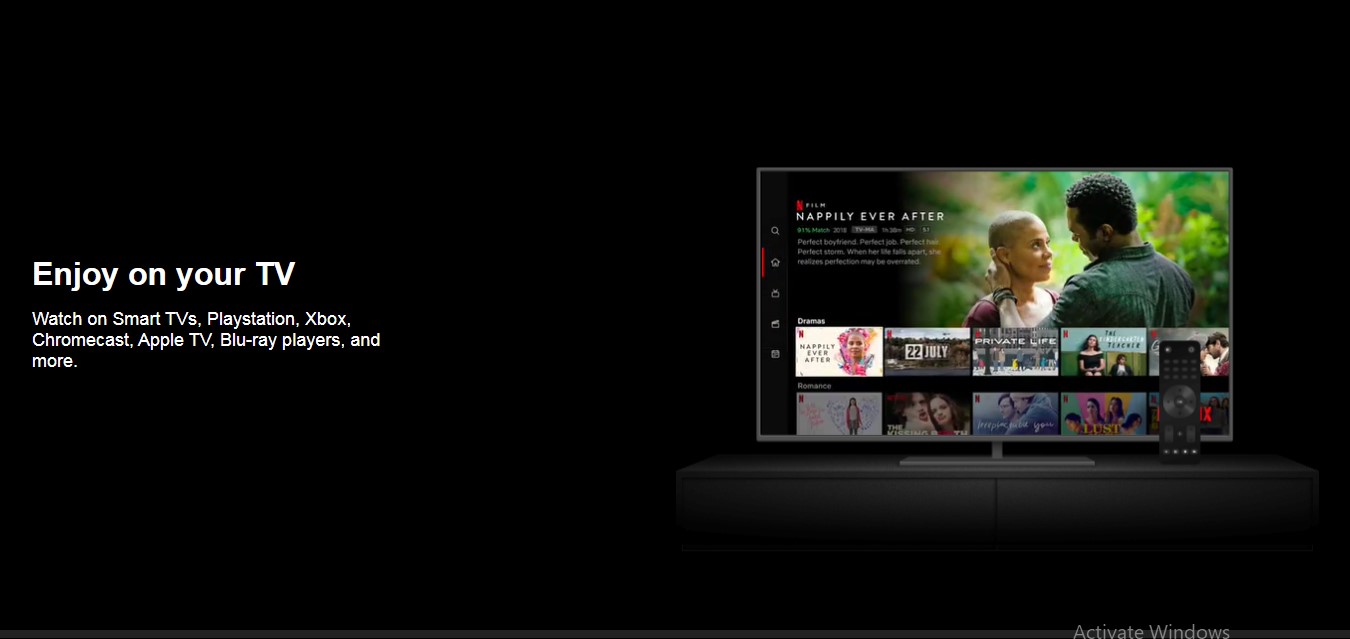 Enjoy on your TV
Watch on Smart TVs, Playstation, Xbox,
Chromecast, Apple TV, Blu-ray players, and
more.
N FILM
NAPPILY EVER AFTER
91% Match 2018 TV-MA 1h 38m HD 5.1
Perfect boyfriend. Perfect job. Perfect hair.
Perfect storm. When her life falls apart, she
realizes perfection may be overrated.
Dramas
NAPPILY
EVER
AFTER
22 JULY
PRIVATE LIFE
THE
KINDERGARTEN
TEACHER
Romance
THE
KISSING BOOTH
irreplaceable you
LUST
Activate Windows